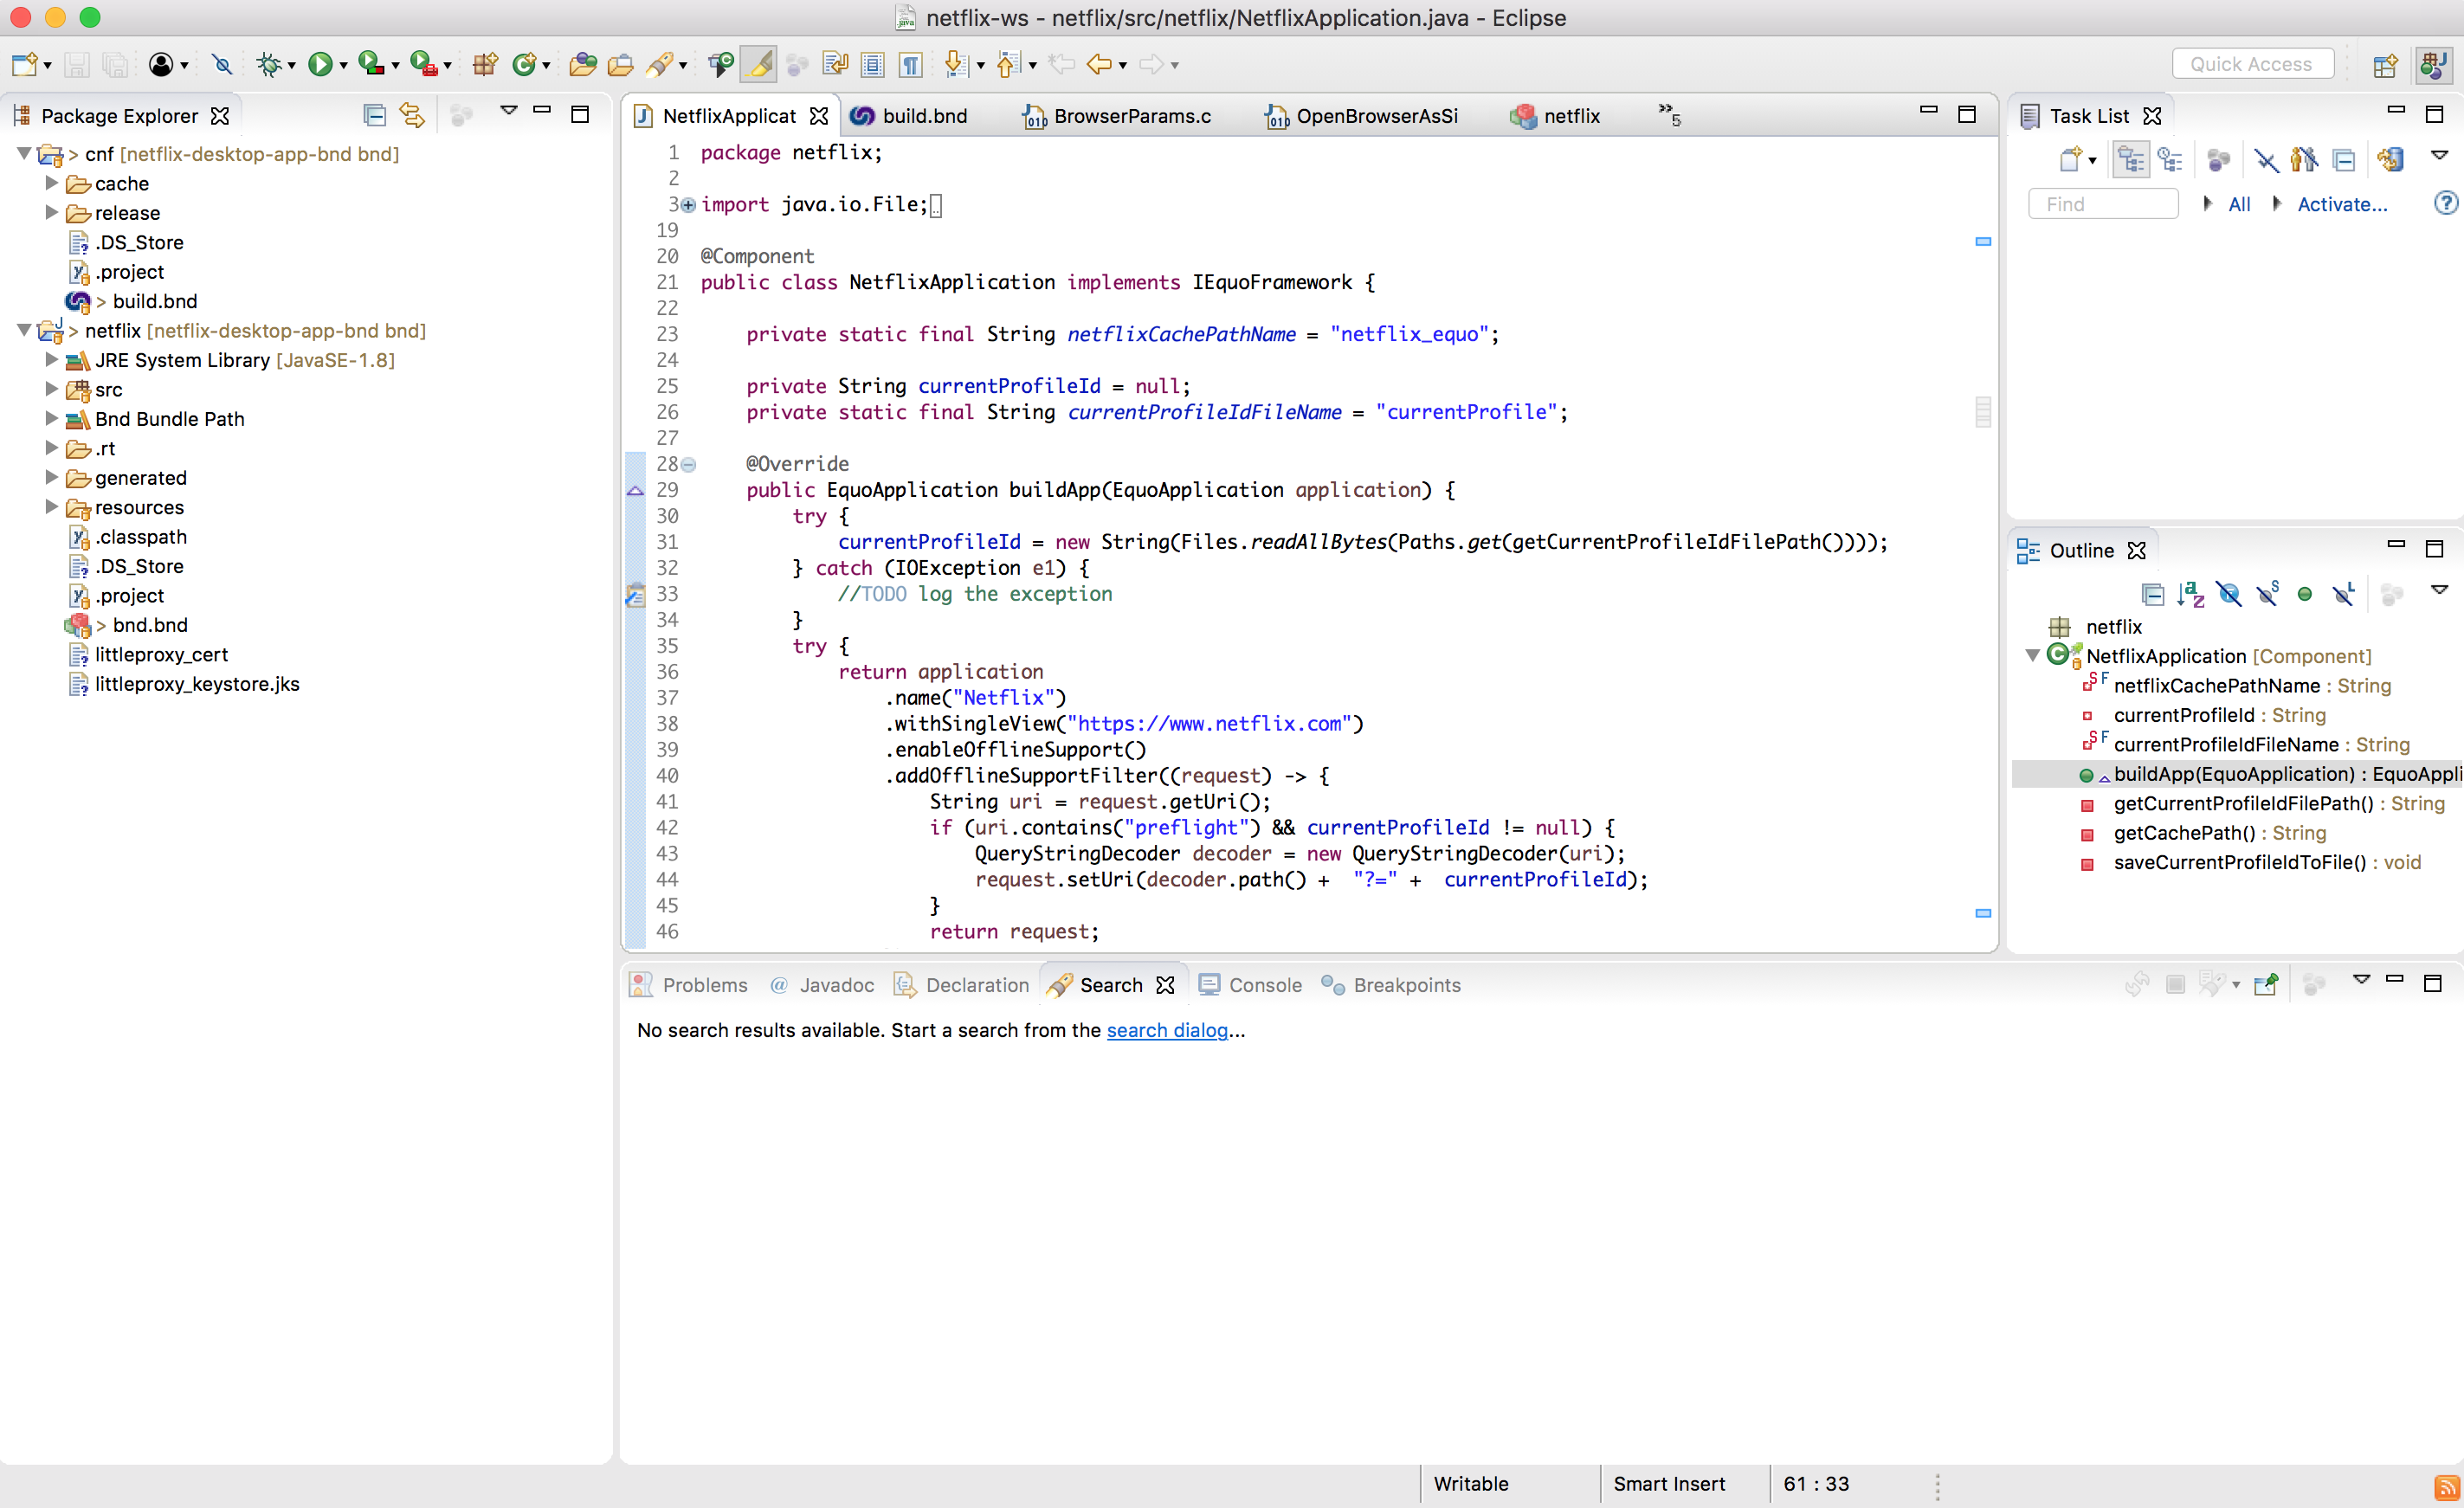 netflix-ws - netflix/src/netflix/NetflixApplication.java - Eclipse
Quick Access
Package Explorer
> cnf [netflix-desktop-app-bnd bnd]
cache
release
.DS_Store
.project
> build.bnd
> netflix [netflix-desktop-app-bnd bnd]
JRE System Library [JavaSE-1.8]
src
Bnd Bundle Path
.rt
generated
resources
.classpath
.DS_Store
.project
> bnd.bnd
littleproxy_cert
littleproxy_keystore.jks
NetflixApplicat build.bnd BrowserParams.c OpenBrowserAsSi netflix »5
1 package netflix;
2
3 import java.io.File;
19
20 @Component
21 public class NetflixApplication implements IEquoFramework {
22
23 private static final String netflixCachePathName = "netflix_equo";
24
25 private String currentProfileId = null;
26 private static final String currentProfileIdFileName = "currentProfile";
27
28 @Override
29 public EquoApplication buildApp(EquoApplication application) {
30 try {
31 currentProfileId = new String(Files.readAllBytes(Paths.get(getCurrentProfileIdFilePath())));
32 } catch (IOException e1) {
33 //TODO log the exception
34 }
35 try {
36 return application
37 .name("Netflix")
38 .withSingleView("https://www.netflix.com")
39 .enableOfflineSupport()
40 .addOfflineSupportFilter((request) -> {
41 String uri = request.getUri();
42 if (uri.contains("preflight") && currentProfileId != null) {
43 QueryStringDecoder decoder = new QueryStringDecoder(uri);
44 request.setUri(decoder.path() + "?=" + currentProfileId);
45 }
46 return request;
Task List
Find All Activate...
Outline
netflix
NetflixApplication [Component]
netflixCachePathName : String
currentProfileId : String
currentProfileIdFileName : String
buildApp(EquoApplication) : EquoAppli
getCurrentProfileIdFilePath() : String
getCachePath() : String
saveCurrentProfileIdToFile() : void
Problems @ Javadoc Declaration Search Console Breakpoints
No search results available. Start a search from the search dialog...
Writable Smart Insert 61 : 33